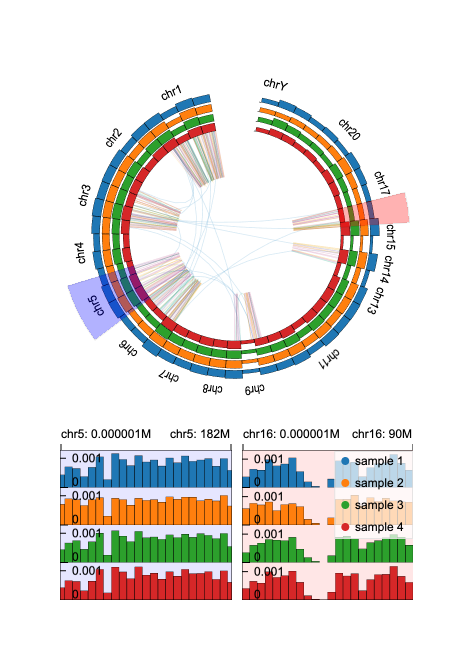 chr1
chrY
chr2
chr20
chr3
chr17
chr4
chr15
chr14
chr5
chr13
chr6
chr11
chr7
chr8
chr9
chr5: 0.000001M
chr5: 182M
chr16: 0.000001M
chr16: 90M
0.001
0
0.001
0
sample 1
0.001
0
0.001
0
sample 2
0.001
0
0.001
0
sample 3
0.001
0
0.001
0
sample 4